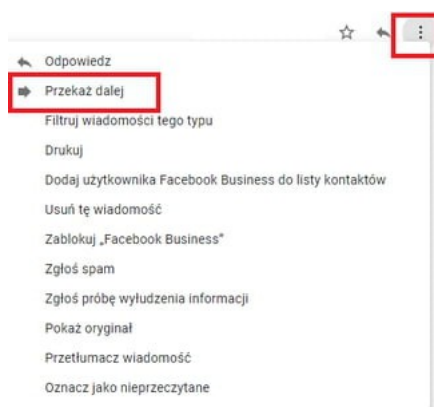 Odpowiedz
Przekaż dalej
Filtruj wiadomości tego typu
Drukuj
Dodaj użytkownika Facebook Business do listy kontaktów
Usuń tę wiadomość
Zablokuj „Facebook Business”
Zgłoś spam
Zgłoś próbę wyłudzenia informacji
Pokaż oryginał
Przetłumacz wiadomość
Oznacz jako nieprzeczytane